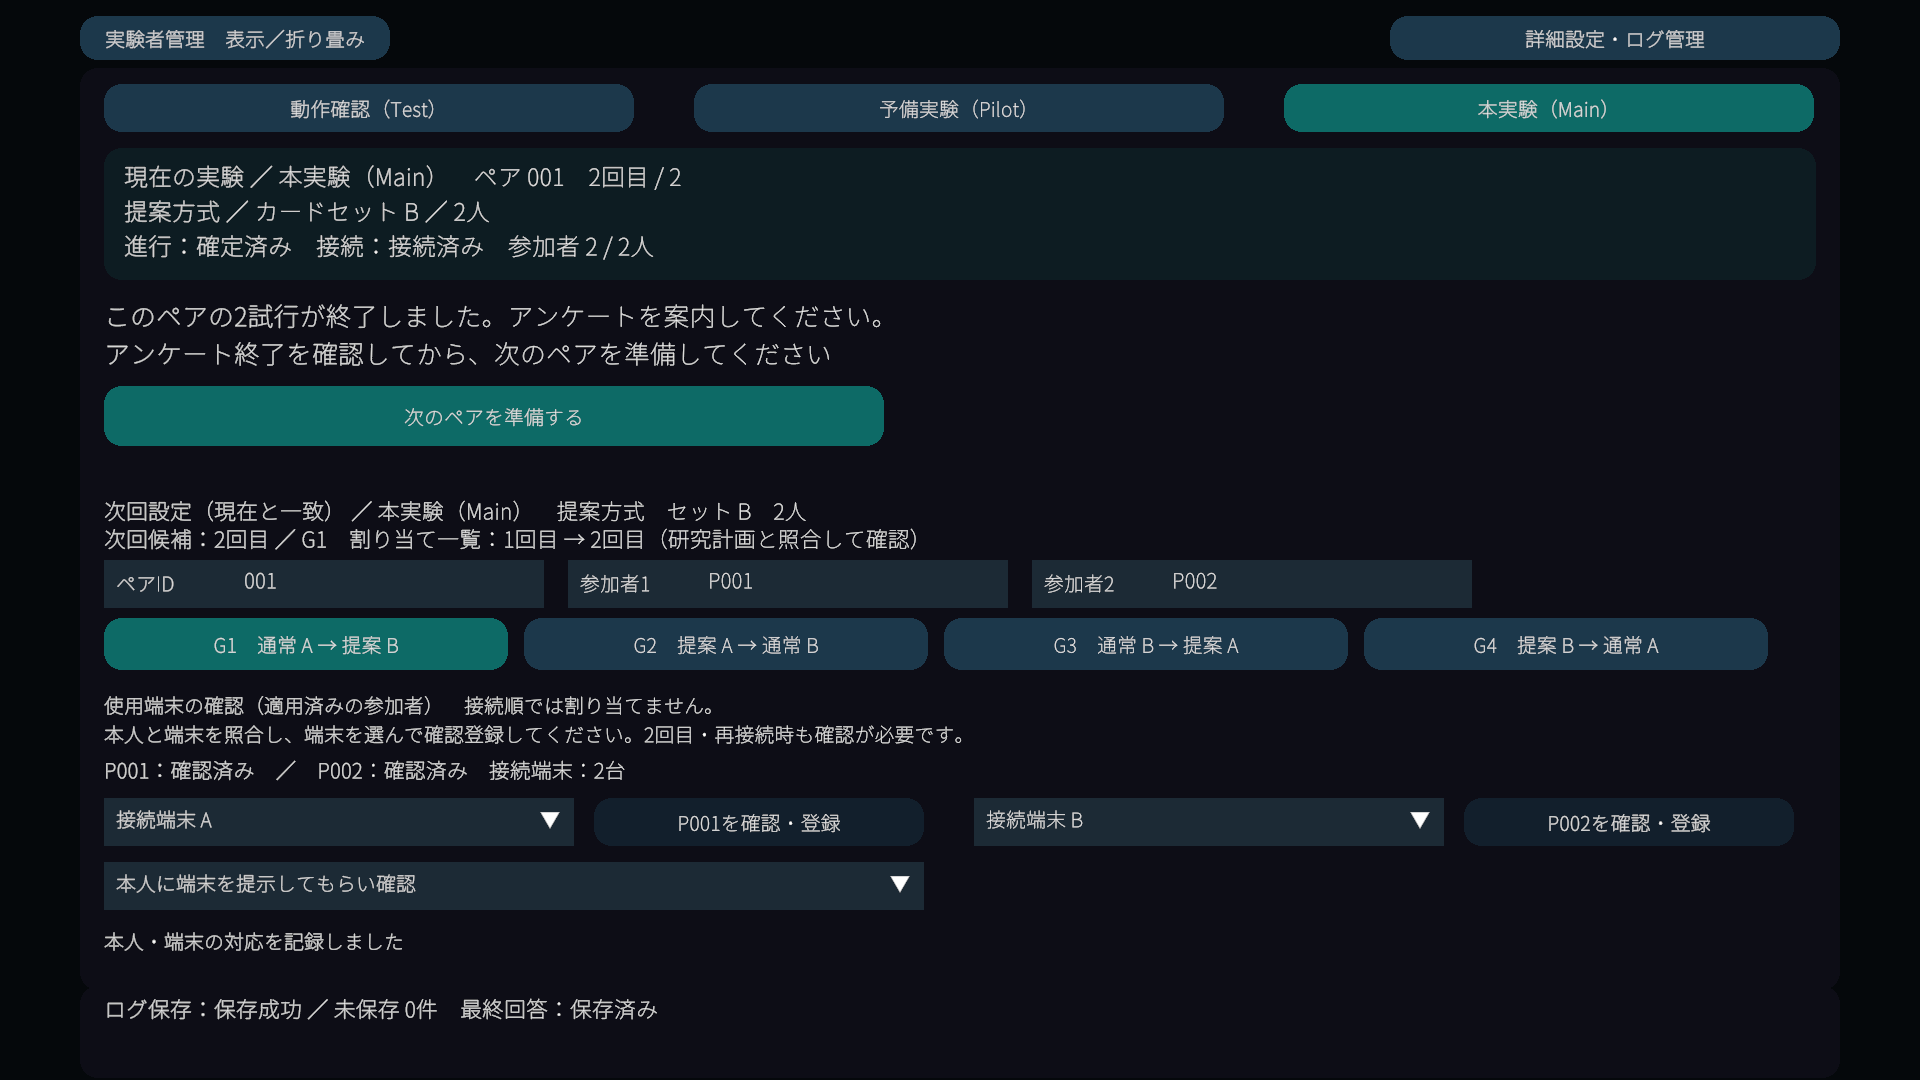 実験者管理　表示／折り畳み
詳細設定・ログ管理
動作確認（Test）
予備実験（Pilot）
本実験（Main）
現在の実験 ／ 本実験（Main）　ペア 001　2回目 / 2
提案方式 ／ カードセット B ／ 2人
進行：確定済み　接続：接続済み　参加者 2 / 2人
このペアの2試行が終了しました。アンケートを案内してください。
アンケート終了を確認してから、次のペアを準備してください
次のペアを準備する
次回設定（現在と一致） ／ 本実験（Main）　提案方式　セット B　2人
次回候補：2回目 ／ G1　割り当て一覧：1回目 → 2回目（研究計画と照合して確認）
ペアID　001
参加者1　P001
参加者2　P002
G1　通常 A → 提案 B
G2　提案 A → 通常 B
G3　通常 B → 提案 A
G4　提案 B → 通常 A
使用端末の確認（適用済みの参加者）　接続順では割り当てません。
本人と端末を照合し、端末を選んで確認登録してください。2回目・再接続時も確認が必要です。
P001：確認済み　／　P002：確認済み　接続端末：2台
接続端末 A
P001を確認・登録
接続端末 B
P002を確認・登録
本人に端末を提示してもらい確認
本人・端末の対応を記録しました
ログ保存：保存成功 ／ 未保存 0件　最終回答：保存済み